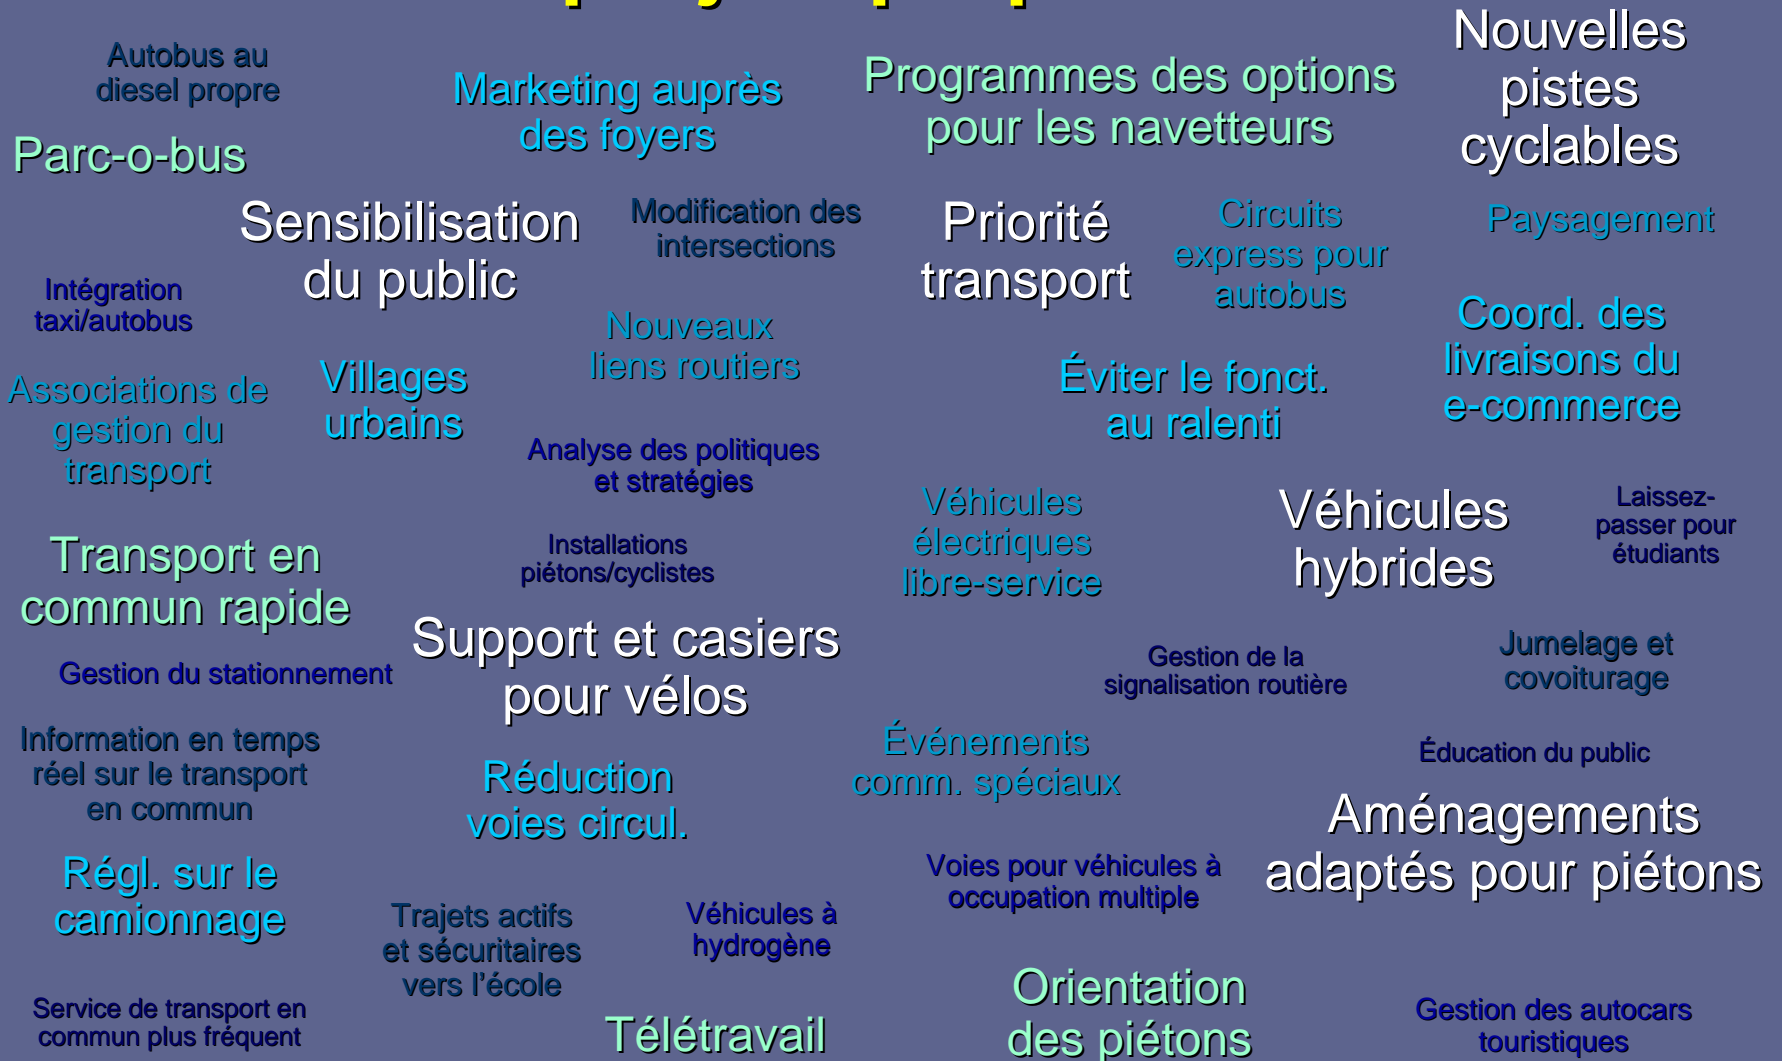 Autobus au
diesel propre
Marketing auprès
des foyers
Programmes des options
pour les navetteurs
Nouvelles
pistes
cyclables
Parc-o-bus
Sensibilisation
du public
Modification des
intersections
Priorité
transport
Circuits
express pour
autobus
Paysagement
Intégration
taxi/autobus
Nouveaux
liens routiers
Coord. des
livraisons du
e-commerce
Associations de
gestion du
transport
Villages
urbains
Éviter le fonct.
au ralenti
Analyse des politiques
et stratégies
Véhicules
électriques
libre-service
Véhicules
hybrides
Laissez-
passer pour
étudiants
Transport en
commun rapide
Installations
piétons/cyclistes
Support et casiers
pour vélos
Gestion du stationnement
Gestion de la
signalisation routière
Jumelage et
covoiturage
Information en temps
réel sur le transport
en commun
Réduction
voies circul.
Événements
comm. spéciaux
Éducation du public
Aménagements
adaptés pour piétons
Régl. sur le
camionnage
Trajets actifs
et sécuritaires
vers l'école
Véhicules à
hydrogène
Voies pour véhicules à
occupation multiple
Service de transport en
commun plus fréquent
Télétravail
Orientation
des piétons
Gestion des autocars
touristiques